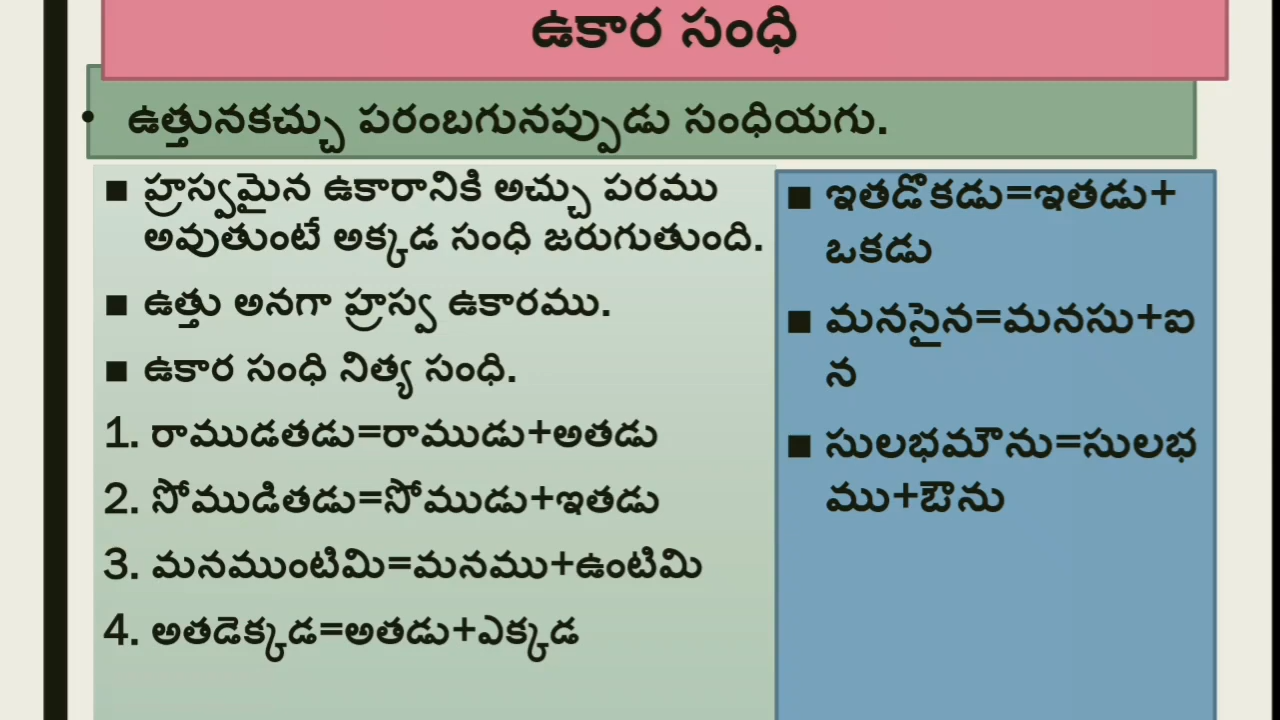 ఉకార సంధి
• ఉత్తునకచ్చు పరంబగునప్పుడు సంధియగు.
■ హ్రస్వమైన ఉకారానికి అచ్చు పరము
అవుతుంటే అక్కడ సంధి జరుగుతుంది.
■ ఉత్తు అనగా హ్రస్వ ఉకారము.
■ ఉకార సంధి నిత్య సంధి.
1. రాముడతడు=రాముడు+అతడు
2. సోముడితడు=సోముడు+ఇతడు
3. మనముంటిమి=మనము+ఉంటిమి
4. అతడెక్కడ=అతడు+ఎక్కడ
■ ఇతడొకడు=ఇతడు+
ఒకడు
■ మనసైన=మనసు+ఐ
న
■ సులభమౌను=సులభ
ము+ఔను